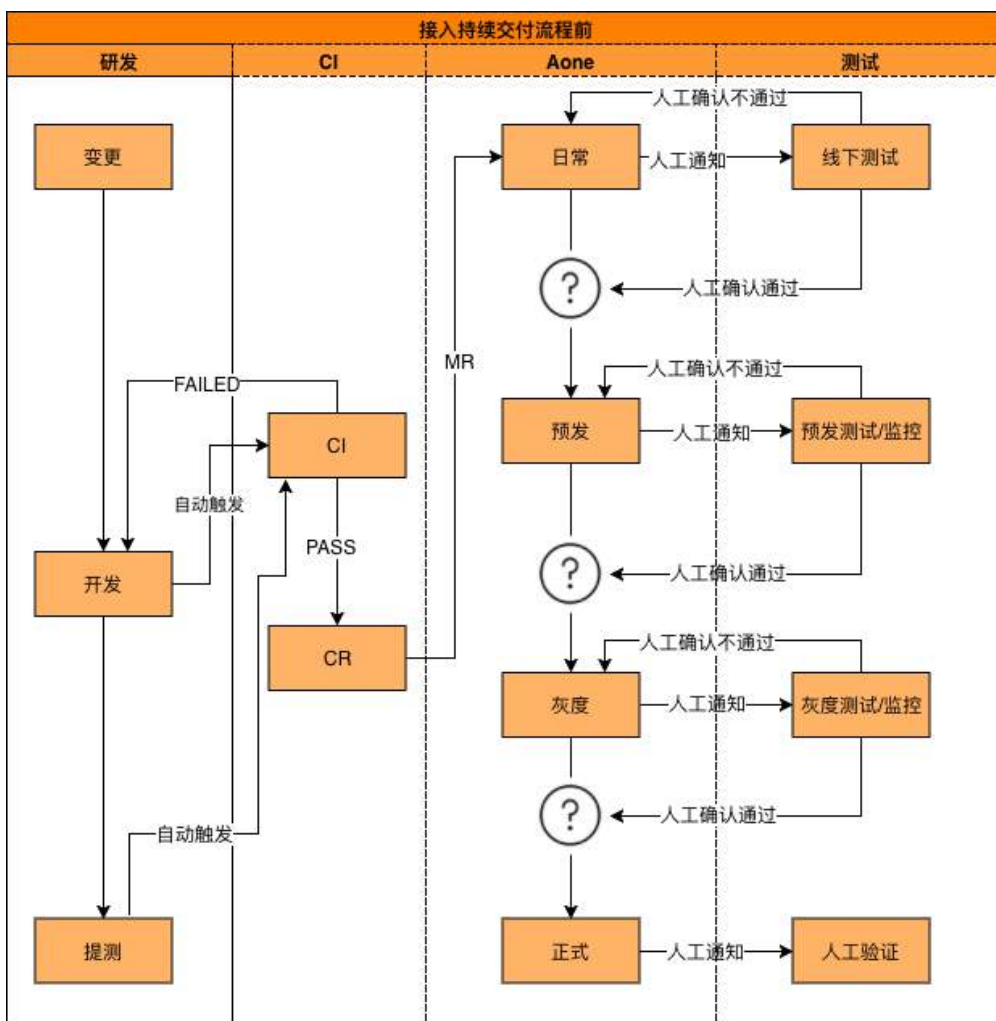 接入持续交付流程前
研发
CI
Aone
测试
人工确认不通过
变更
日常
人工通知
线下测试
?
人工确认通过
MR
人工确认不通过
FAILED
CI
预发
人工通知
预发测试/监控
自动触发
PASS
开发
?
人工确认通过
人工确认不通过
CR
灰度
人工通知
灰度测试/监控
?
人工确认通过
自动触发
提测
正式
人工通知
人工验证